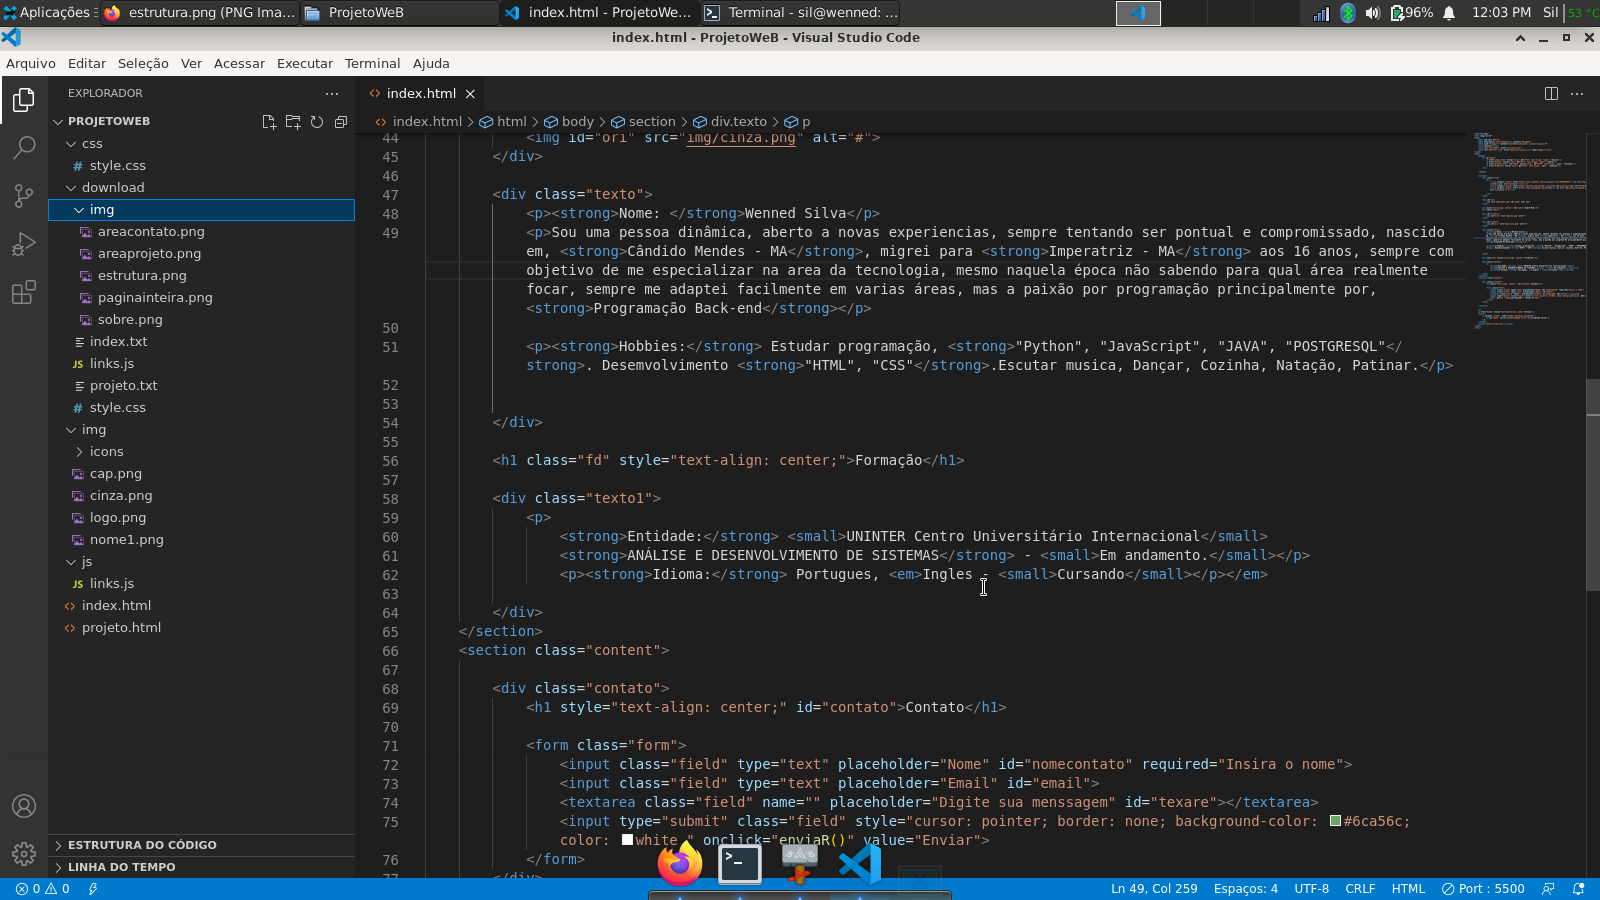 Aplicações
estrutura.png (PNG Ima...
ProjetoWeB
index.html - ProjetoWe...
Terminal - sil@wenned: ...
96%
12:03 PM
Sil
53 °C
index.html - ProjetoWeB - Visual Studio Code
Arquivo Editar Seleção Ver Acessar Executar Terminal Ajuda
EXPLORADOR
PROJETOWEB
css
# style.css
download
img
areacontato.png
areaprojeto.png
estrutura.png
paginainteira.png
sobre.png
index.txt
JS links.js
projeto.txt
# style.css
img
icons
cap.png
cinza.png
logo.png
nome1.png
js
JS links.js
<> index.html
<> projeto.html
ESTRUTURA DO CÓDIGO
LINHA DO TEMPO
<> index.html
<> index.html > html > body > section > div.texto > p
44 <img id="ori" src="img/cinza.png" alt="#">
45 </div>
46
47 <div class="texto">
48 <p><strong>Nome: </strong>Wenned Silva</p>
49 <p>Sou uma pessoa dinâmica, aberto a novas experiencias, sempre tentando ser pontual e compromissado, nascido
em, <strong>Cândido Mendes - MA</strong>, migrei para <strong>Imperatriz - MA</strong> aos 16 anos, sempre com
objetivo de me especializar na area da tecnologia, mesmo naquela época não sabendo para qual área realmente
focar, sempre me adaptei facilmente em varias áreas, mas a paixão por programação principalmente por,
<strong>Programação Back-end</strong></p>
50
51 <p><strong>Hobbies:</strong> Estudar programação, <strong>"Python", "JavaScript", "JAVA", "POSTGRESQL"</
strong>. Desemvolvimento <strong>"HTML", "CSS"</strong>.Escutar musica, Dançar, Cozinha, Natação, Patinar.</p>
52
53
54 </div>
55
56 <h1 class="fd" style="text-align: center;">Formação</h1>
57
58 <div class="texto1">
59 <p>
60 <strong>Entidade:</strong> <small>UNINTER Centro Universitário Internacional</small>
61 <strong>ANÁLISE E DESENVOLVIMENTO DE SISTEMAS</strong> - <small>Em andamento.</small></p>
62 <p><strong>Idioma:</strong> Portugues, <em>Ingles - <small>Cursando</small></p></em>
63
64 </div>
65 </section>
66 <section class="content">
67
68 <div class="contato">
69 <h1 style="text-align: center;" id="contato">Contato</h1>
70
71 <form class="form">
72 <input class="field" type="text" placeholder="Nome" id="nomecontato" required="Insira o nome">
73 <input class="field" type="text" placeholder="Email" id="email">
74 <textarea class="field" name="" placeholder="Digite sua menssagem" id="texare"></textarea>
75 <input type="submit" class="field" style="cursor: pointer; border: none; background-color: #6ca56c;
color: white " onclick="enviaR()" value="Enviar">
76 </form>
77 </div>
0 0
Ln 49, Col 259
Espaços: 4
UTF-8
CRLF
HTML
Port : 5500